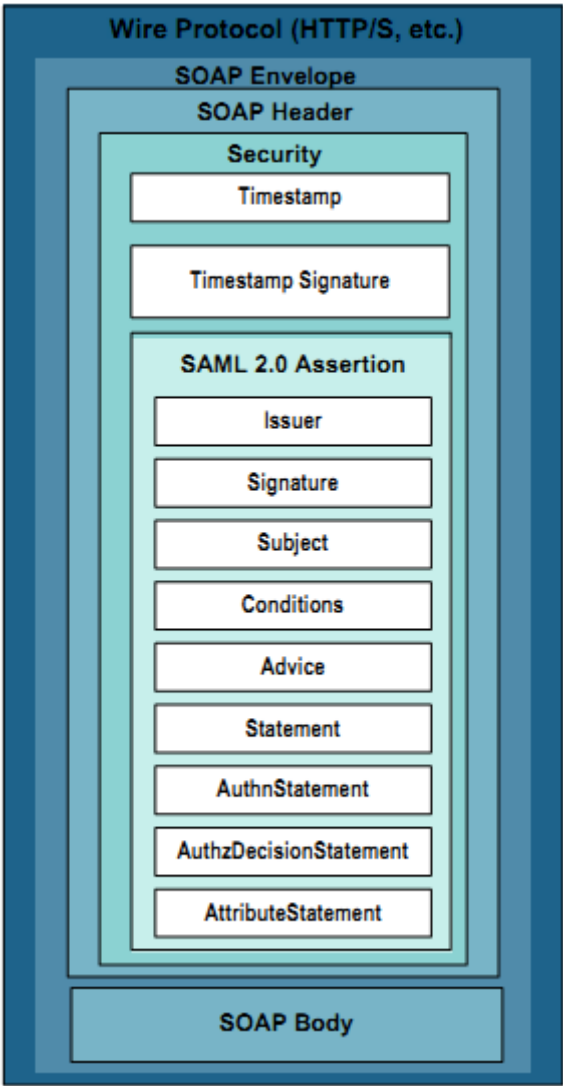 Wire Protocol (HTTP/S, etc.)
SOAP Envelope
SOAP Header
Security
Timestamp
Timestamp Signature
SAML 2.0 Assertion
Issuer
Signature
Subject
Conditions
Advice
Statement
AuthnStatement
AuthzDecisionStatement
AttributeStatement
SOAP Body